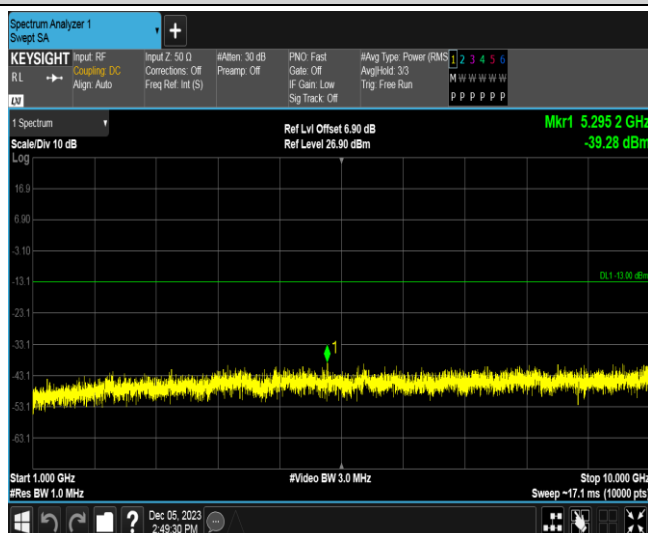 Spectrum Analyzer 1
Swept SA
+
KEYSIGHT
RL
LXI
Input: RF
Coupling: DC
Align: Auto
Input Z: 50 Ω
Corrections: Off
Freq Ref: Int (S)
#Atten: 30 dB
Preamp: Off
PNO: Fast
Gate: Off
IF Gain: Low
Sig Track: Off
#Avg Type: Power (RMS
Avg|Hold: 3/3
Trig: Free Run
1 2 3 4 5 6
M W W W W W
P P P P P P
1 Spectrum
Scale/Div 10 dB
Log
Ref Lvl Offset 6.90 dB
Ref Level 26.90 dBm
Mkr1 5.295 2 GHz
-39.28 dBm
16.9
6.90
-3.10
-13.1
DL1 -13.00 dBm
-23.1
-33.1
1
-43.1
-53.1
-63.1
Start 1.000 GHz
#Res BW 1.0 MHz
#Video BW 3.0 MHz
Stop 10.000 GHz
Sweep ~17.1 ms (10000 pts)
?
Dec 05, 2023
2:49:30 PM